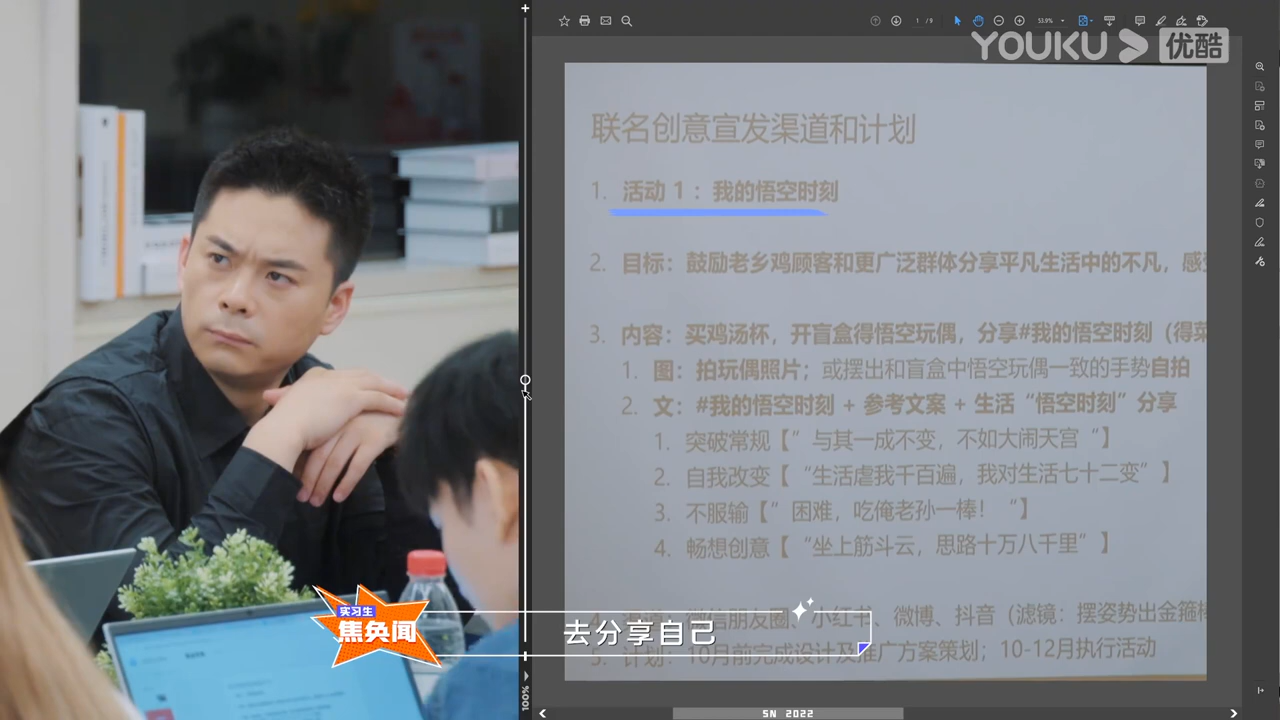 1 / 9
53.9%
YOUKU 优酷
联名创意宣发渠道和计划
1. 活动 1 ：我的悟空时刻
2. 目标：鼓励老乡鸡顾客和更广泛群体分享平凡生活中的不凡，感
3. 内容：买鸡汤杯，开盲盒得悟空玩偶，分享#我的悟空时刻（得菜
1. 图：拍玩偶照片；或摆出和盲盒中悟空玩偶一致的手势自拍
2. 文：#我的悟空时刻 + 参考文案 + 生活“悟空时刻”分享
1. 突破常规【”与其一成不变，不如大闹天宫“】
2. 自我改变【“生活虐我千百遍，我对生活七十二变”】
3. 不服输【”困难，吃俺老孙一棒！“】
4. 畅想创意【“坐上筋斗云，思路十万八千里”】
微信朋友圈、小红书、微博、抖音（滤镜：摆姿势出金箍棒
5. 计划：10月前完成设计及推广方案策划；10-12月执行活动
实习生
焦奂闻
去分享自己
100%
SN 2022